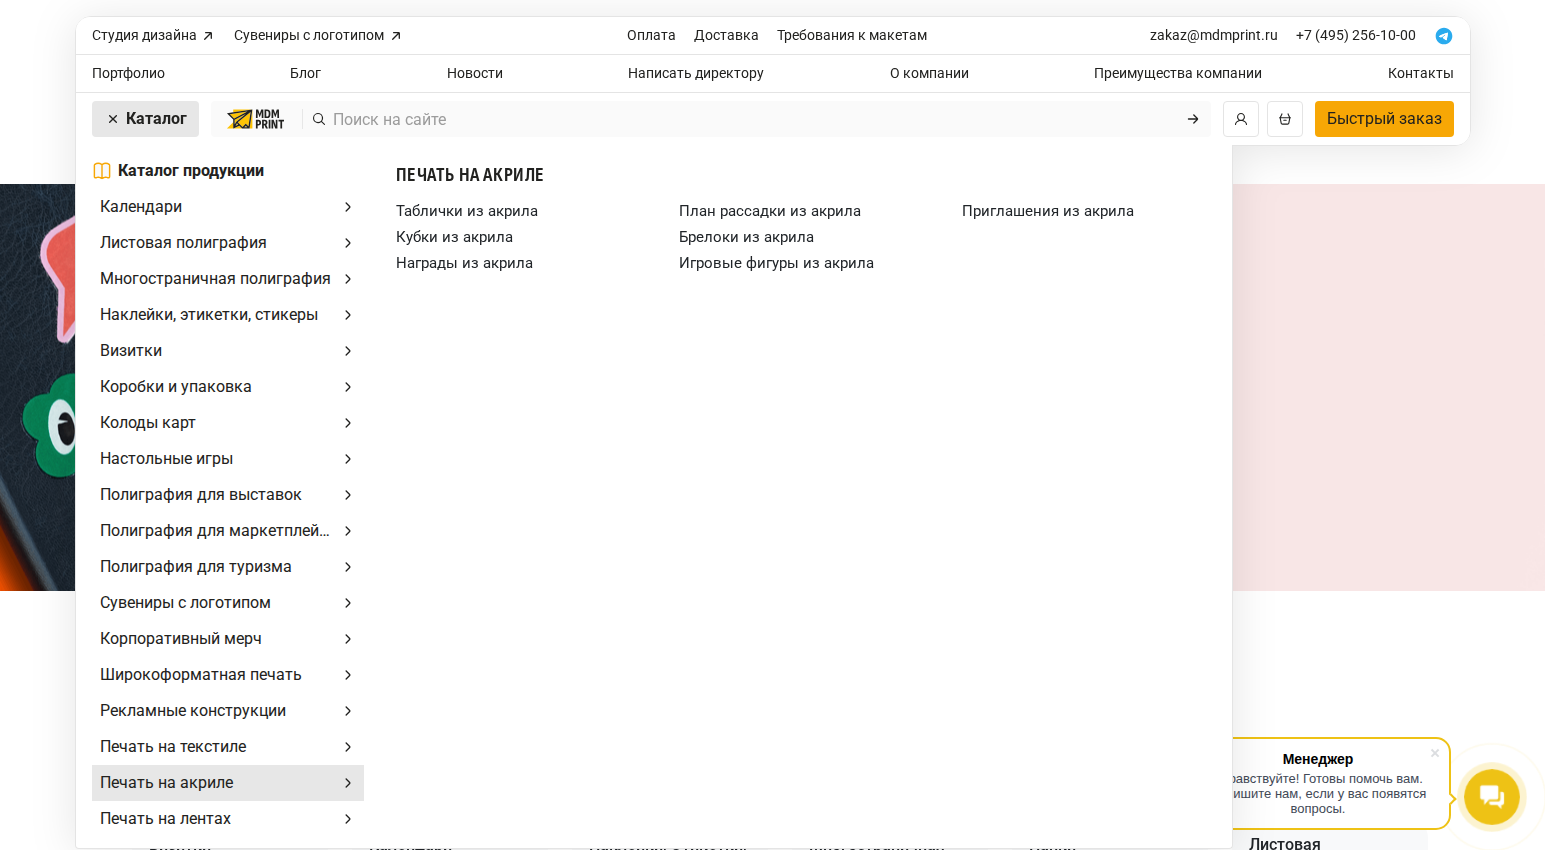 Студия дизайна Сувениры с логотипом Оплата Доставка Требования к макетам zakaz@mdmprint.ru +7 (495) 256-10-00
Портфолио Блог Новости Написать директору О компании Преимущества компании Контакты
Каталог MDM PRINT Поиск на сайте Быстрый заказ
Каталог продукции
Календари
Листовая полиграфия
Многостраничная полиграфия
Наклейки, этикетки, стикеры
Визитки
Коробки и упаковка
Колоды карт
Настольные игры
Полиграфия для выставок
Полиграфия для маркетплей...
Полиграфия для туризма
Сувениры с логотипом
Корпоративный мерч
Широкоформатная печать
Рекламные конструкции
Печать на текстиле
Печать на акриле
Печать на лентах
ПЕЧАТЬ НА АКРИЛЕ
Таблички из акрила План рассадки из акрила Приглашения из акрила
Кубки из акрила Брелоки из акрила
Награды из акрила Игровые фигуры из акрила
Менеджер
равствуйте! Готовы помочь вам.
ишите нам, если у вас появятся
вопросы.
Листовая